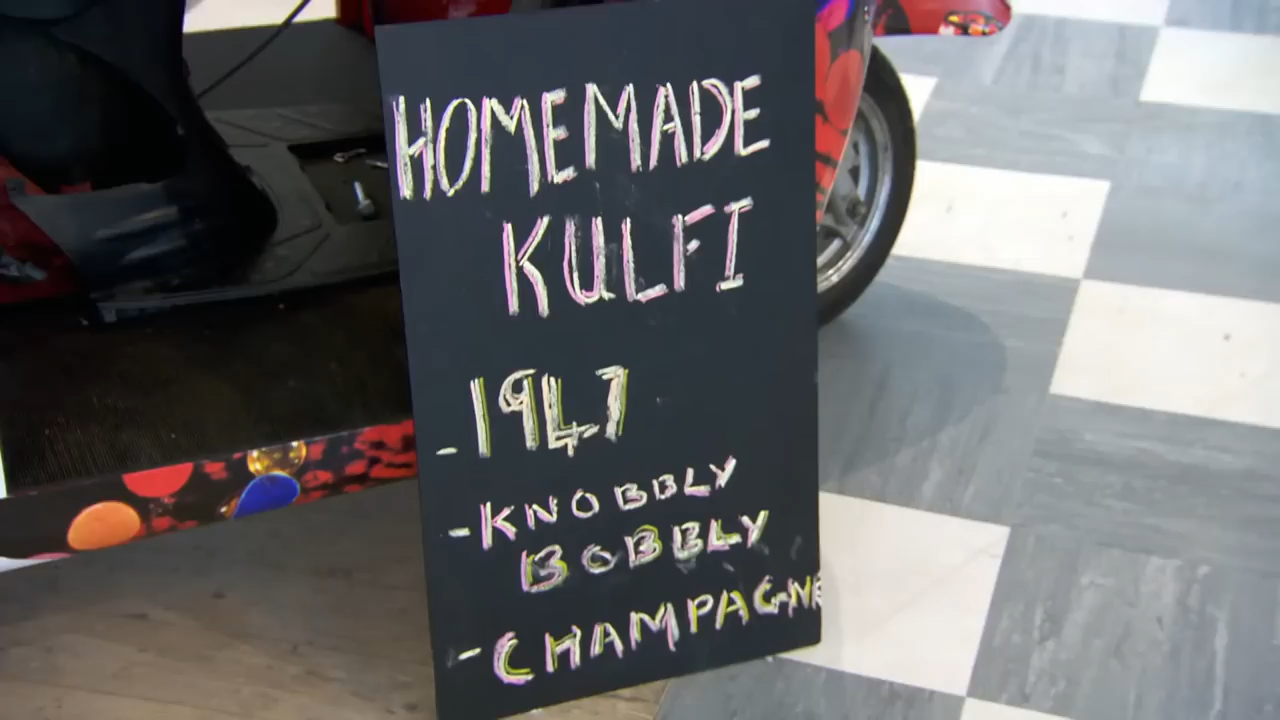 HOMEMADE
KULFI
- 1947
- KNOBBLY
BOBBLY
- CHAMPAGNE